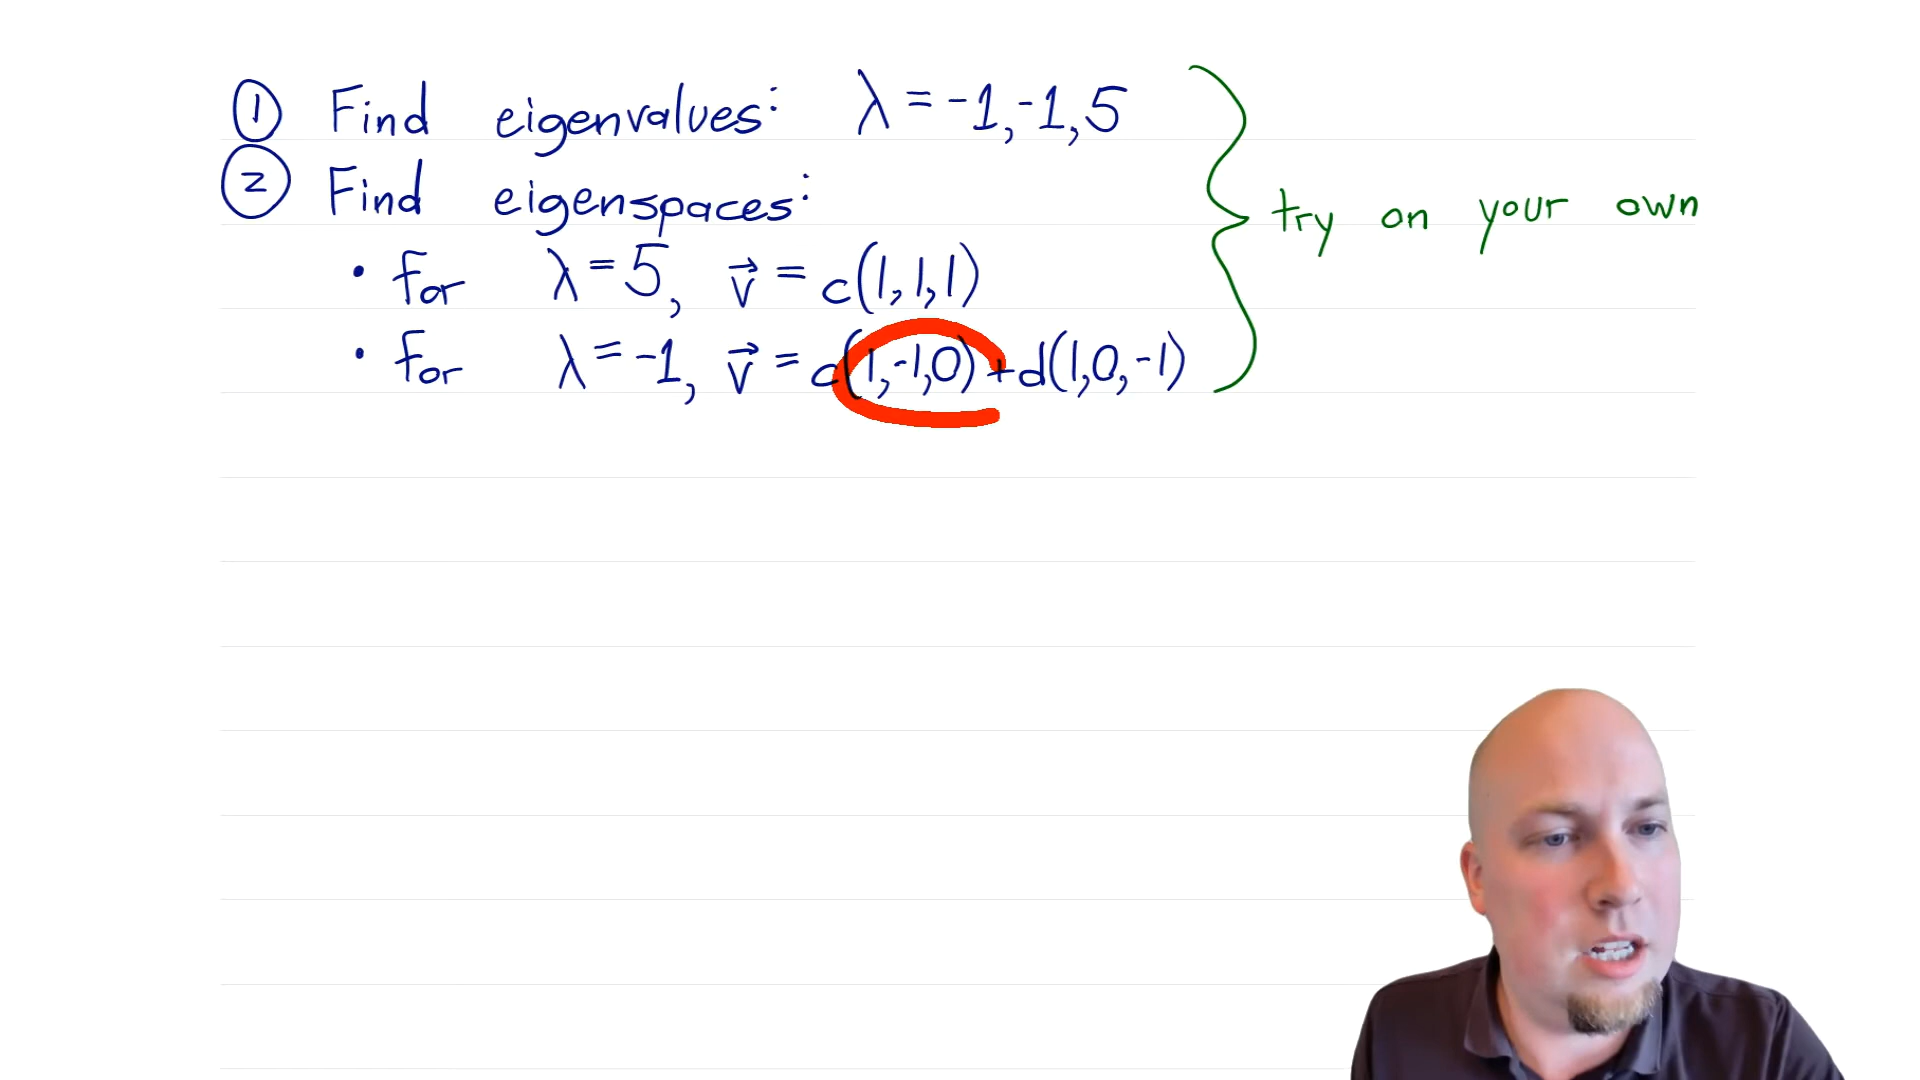 ① Find eigenvalues: λ = -1, -1, 5
② Find eigenspaces:
• for λ = 5, v⃗ = c(1, 1, 1)
• for λ = -1, v⃗ = c(1, -1, 0) + d(1, 0, -1)
try on your own